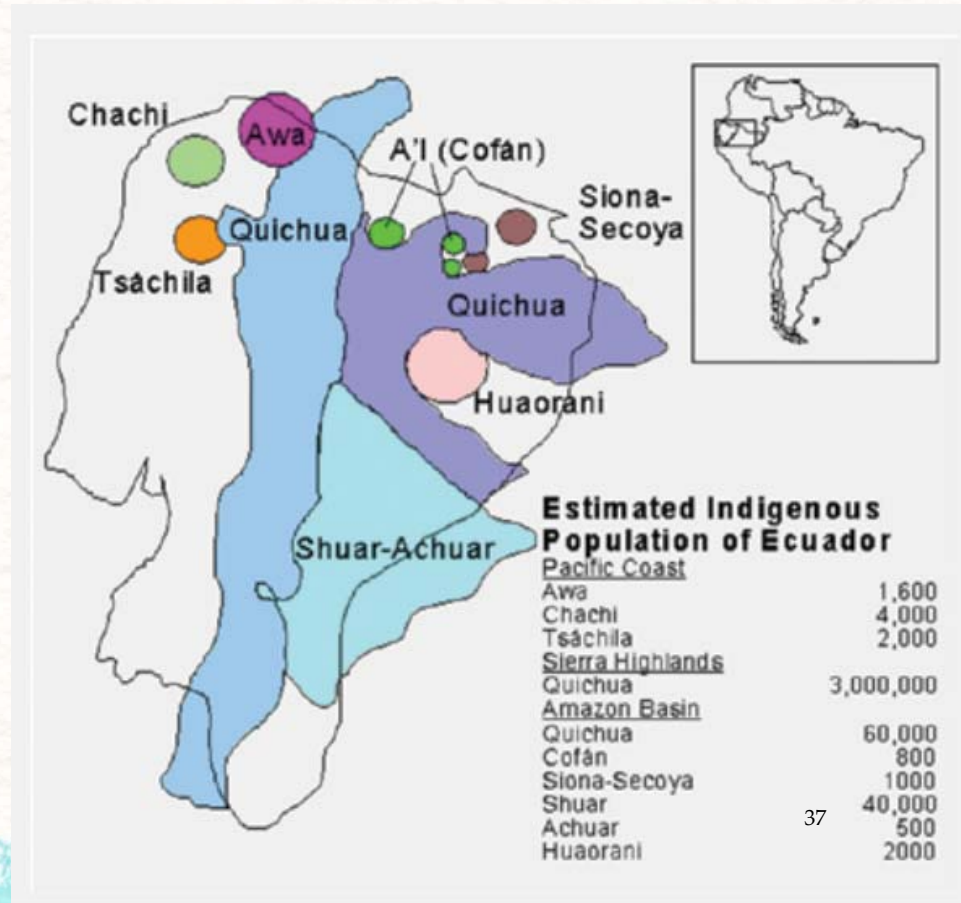 Chachi
Awa
A'I (Cofán)
Siona-
Secoya
Quichua
Tsáchila
Quichua
Huaorani
Shuar-Achuar
Estimated Indigenous
Population of Ecuador
Pacific Coast
Awa 1,600
Chachi 4,000
Tsáchila 2,000
Sierra Highlands
Quichua 3,000,000
Amazon Basin
Quichua 60,000
Cofán 800
Siona-Secoya 1000
Shuar 40,000
37
Achuar 500
Huaorani 2000